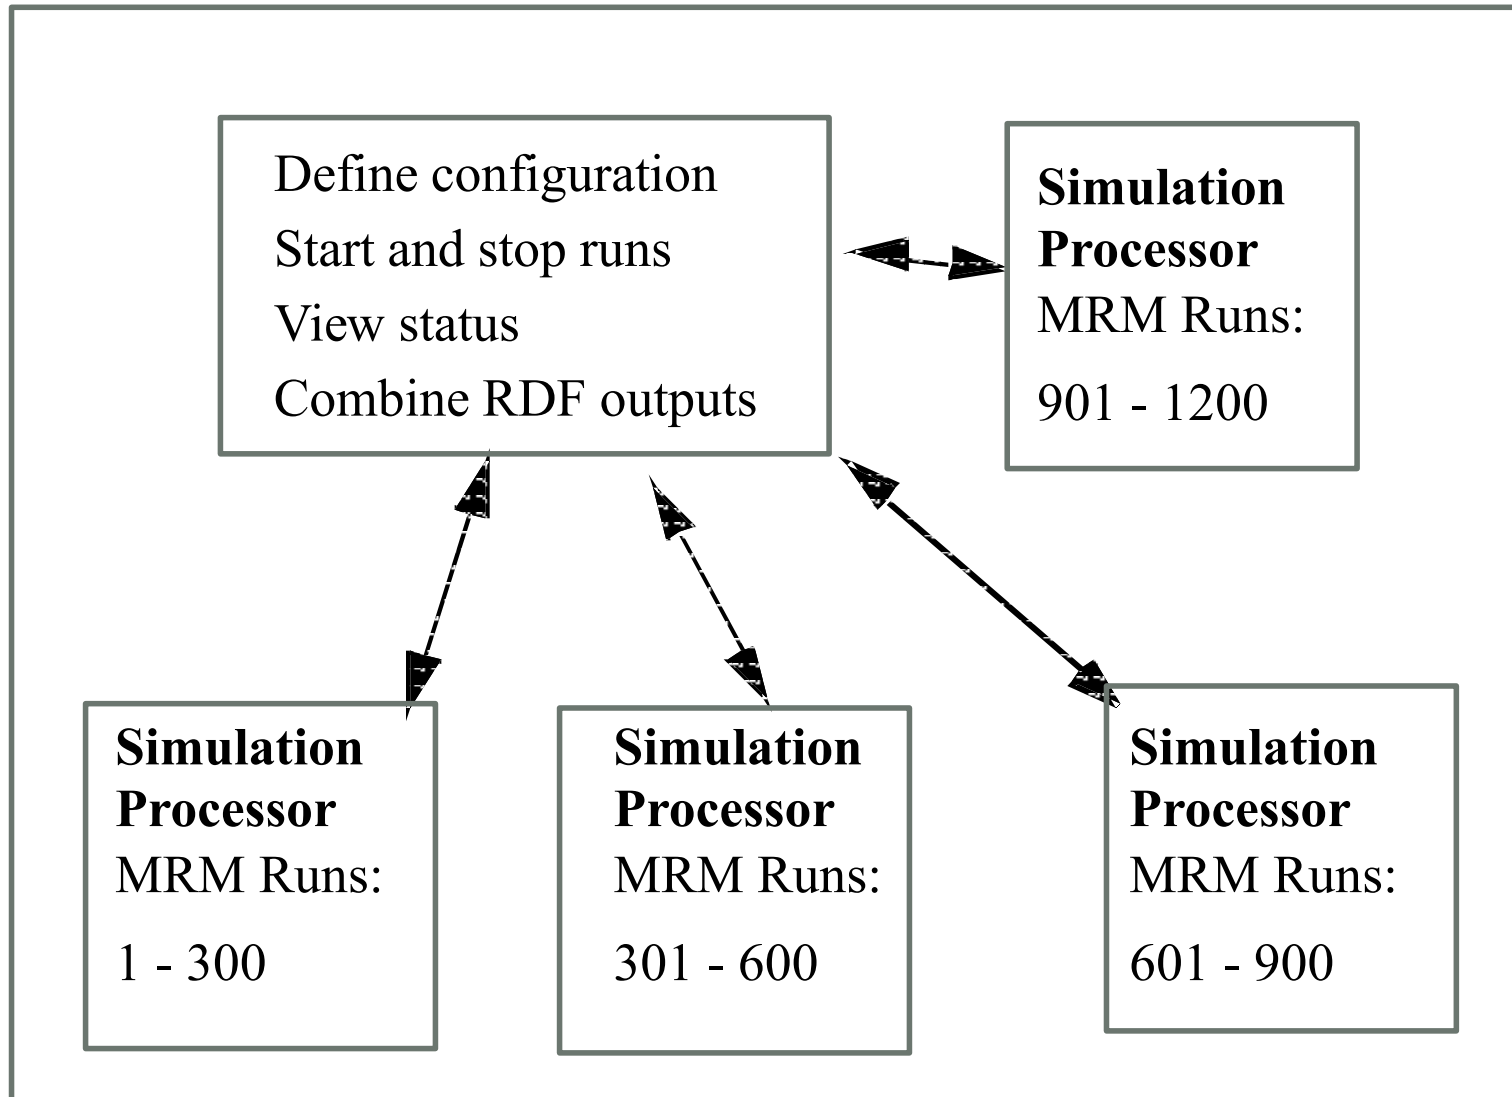 Define configuration
Start and stop runs
View status
Combine RDF outputs
Simulation
Processor
MRM Runs:
901 - 1200
Simulation
Processor
MRM Runs:
1 - 300
Simulation
Processor
MRM Runs:
301 - 600
Simulation
Processor
MRM Runs:
601 - 900